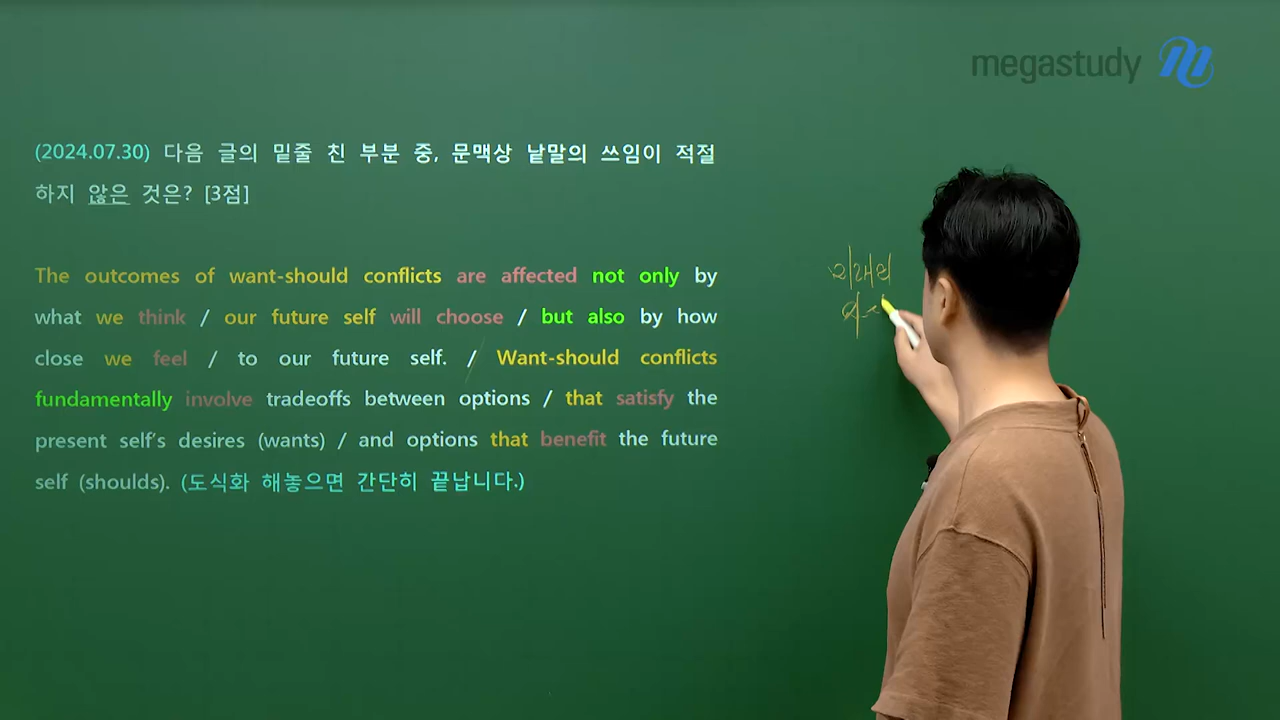 megastudy
(2024.07.30) 다음 글의 밑줄 친 부분 중, 문맥상 낱말의 쓰임이 적절
하지 않은 것은? [3점]
The outcomes of want-should conflicts are affected not only by
what we think / our future self will choose / but also by how
close we feel / to our future self. / Want-should conflicts
fundamentally involve tradeoffs between options / that satisfy the
present self's desires (wants) / and options that benefit the future
self (shoulds). (도식화 해놓으면 간단히 끝납니다.)
미래의